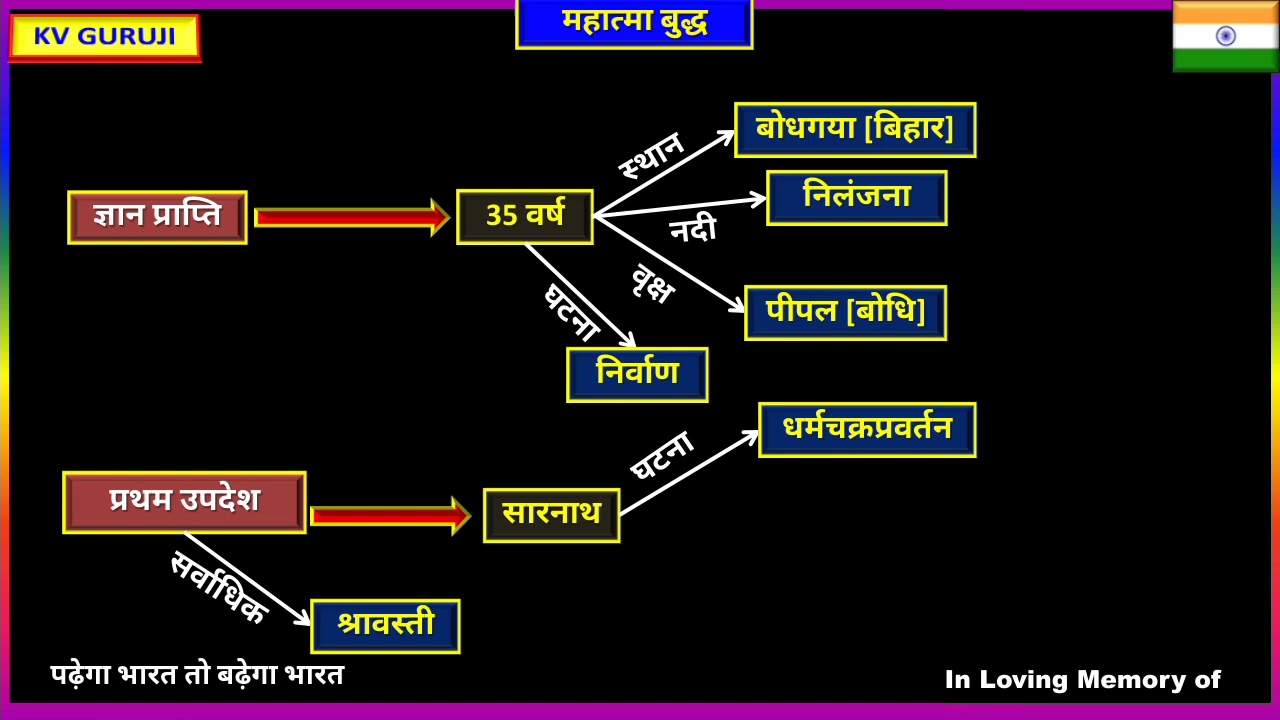 महात्मा बुद्ध
KV GURUJI
बोधगया [बिहार]
स्थान
ज्ञान प्राप्ति
35 वर्ष
निलंजना
नदी
वृक्ष
पीपल [बोधि]
घटना
निर्वाण
धर्मचक्रप्रवर्तन
घटना
प्रथम उपदेश
सारनाथ
सर्वाधिक
श्रावस्ती
पढ़ेगा भारत तो बढ़ेगा भारत
In Loving Memory of